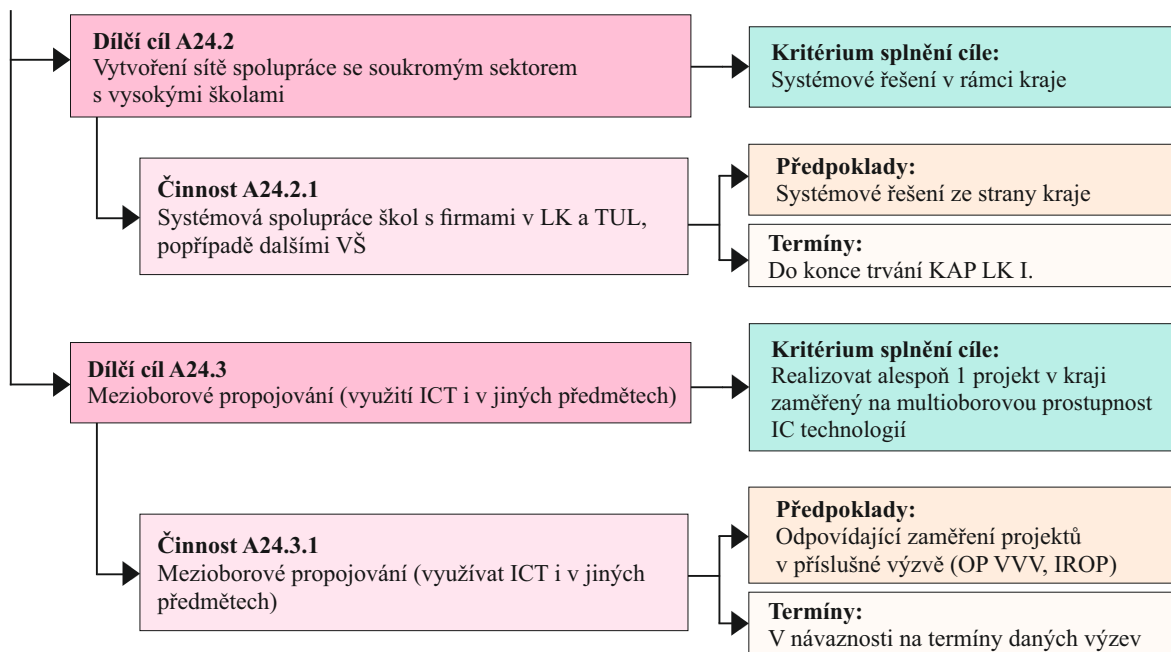 Dílčí cíl A24.2
Vytvoření sítě spolupráce se soukromým sektorem
s vysokými školami
Kritérium splnění cíle:
Systémové řešení v rámci kraje
Činnost A24.2.1
Systémová spolupráce škol s firmami v LK a TUL,
popřípadě dalšími VŠ
Předpoklady:
Systémové řešení ze strany kraje
Termíny:
Do konce trvání KAP LK I.
Dílčí cíl A24.3
Mezioborové propojování (využití ICT i v jiných předmětech)
Kritérium splnění cíle:
Realizovat alespoň 1 projekt v kraji
zaměřený na multioborovou prostupnost
IC technologií
Činnost A24.3.1
Mezioborové propojování (využívat ICT i v jiných
předmětech)
Předpoklady:
Odpovídající zaměření projektů
v příslušné výzvě (OP VVV, IROP)
Termíny:
V návaznosti na termíny daných výzev